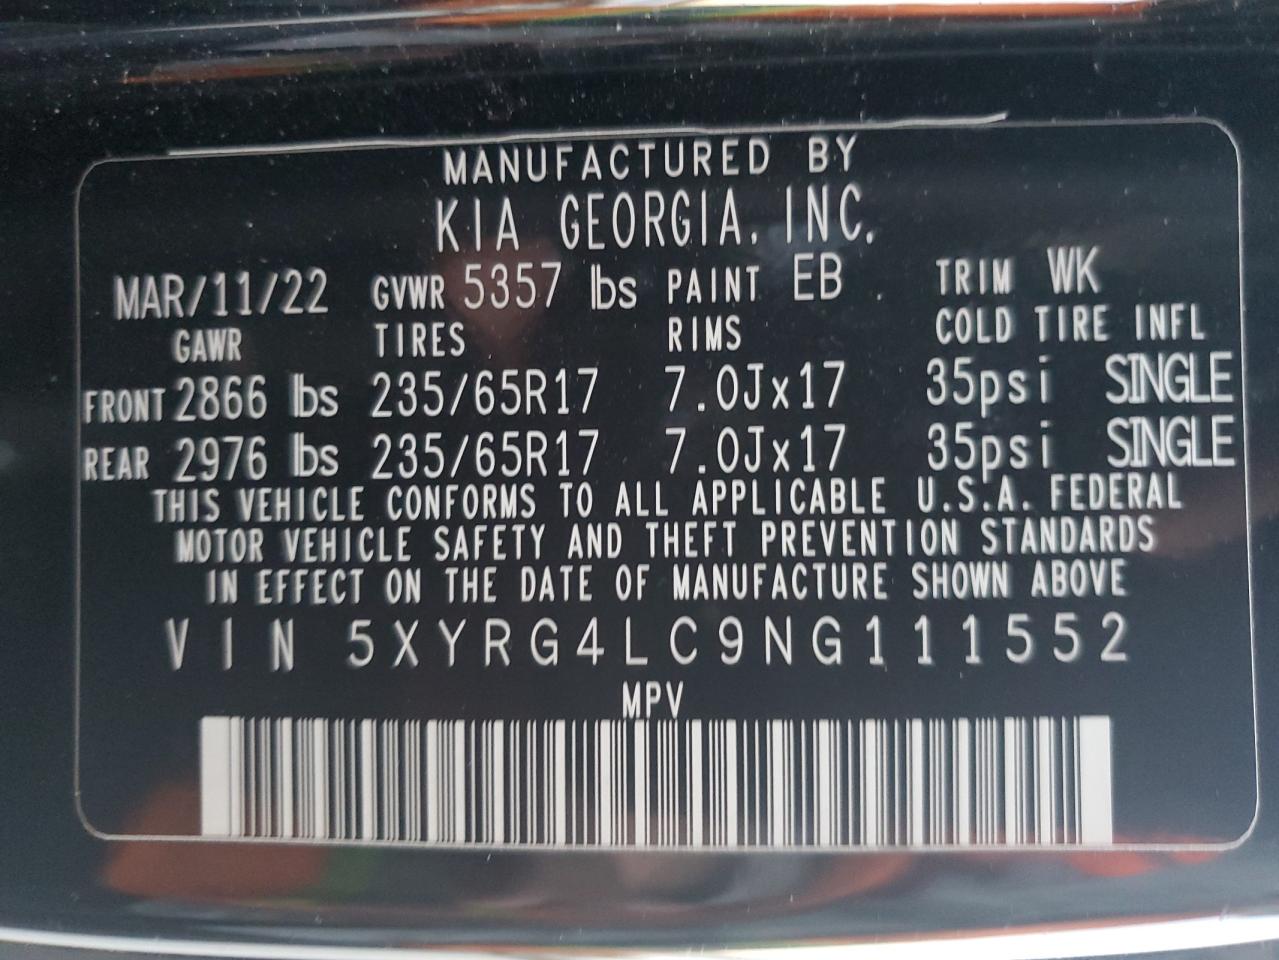 MANUFACTURED BY
KIA GEORGIA, INC.
MAR/11/22 GVWR 5357 lbs PAINT EB . TRIM WK
GAWR TIRES RIMS COLD TIRE INFL
FRONT 2866 lbs 235/65R17 7.0Jx17 35psi SINGLE
REAR 2976 lbs 235/65R17 7.0Jx17 35psi SINGLE
THIS VEHICLE CONFORMS TO ALL APPLICABLE U.S.A. FEDERAL
MOTOR VEHICLE SAFETY AND THEFT PREVENTION STANDARDS
IN EFFECT ON THE DATE OF MANUFACTURE SHOWN ABOVE
VIN 5XYRG4LC9NG111552
MPV